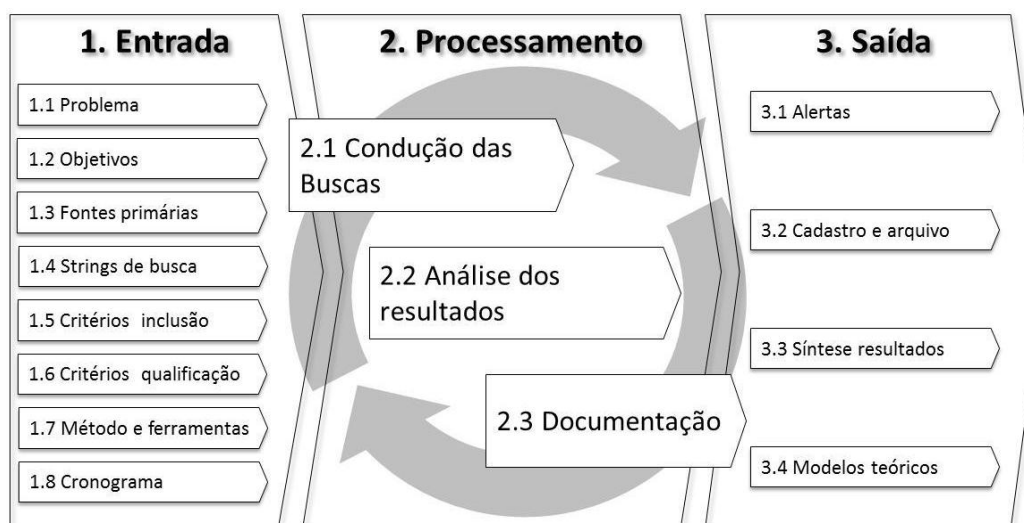 1. Entrada
1.1 Problema
1.2 Objetivos
1.3 Fontes primárias
1.4 Strings de busca
1.5 Critérios inclusão
1.6 Critérios qualificação
1.7 Método e ferramentas
1.8 Cronograma
2. Processamento
2.1 Condução das
Buscas
2.2 Análise dos
resultados
2.3 Documentação
3. Saída
3.1 Alertas
3.2 Cadastro e arquivo
3.3 Síntese resultados
3.4 Modelos teóricos